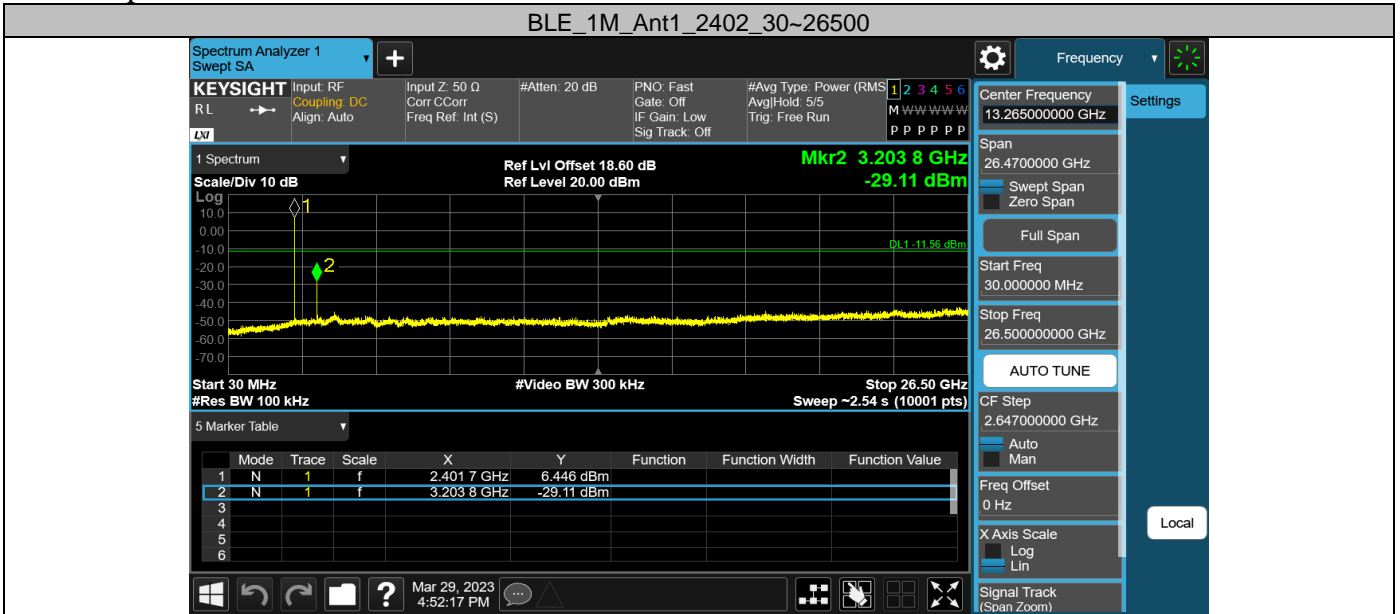 BLE_1M_Ant1_2402_30~26500
Spectrum Analyzer 1
Swept SA
Frequency
KEYSIGHT
RL
LXI
Input: RF
Coupling: DC
Align: Auto
Input Z: 50 Ω
Corr CCorr
Freq Ref: Int (S)
#Atten: 20 dB
PNO: Fast
Gate: Off
IF Gain: Low
Sig Track: Off
#Avg Type: Power (RMS
Avg|Hold: 5/5
Trig: Free Run
1 2 3 4 5 6
M W W W W W
P P P P P P
1 Spectrum
Scale/Div 10 dB
Ref Lvl Offset 18.60 dB
Ref Level 20.00 dBm
Mkr2 3.203 8 GHz
-29.11 dBm
Log
10.0
0.00
-10.0
-20.0
-30.0
-40.0
-50.0
-60.0
-70.0
1
2
DL1 -11.56 dBm
Start 30 MHz
#Res BW 100 kHz
#Video BW 300 kHz
Stop 26.50 GHz
Sweep ~2.54 s (10001 pts)
5 Marker Table
Mode Trace Scale X Y Function Function Width Function Value
1 N 1 f 2.401 7 GHz 6.446 dBm
2 N 1 f 3.203 8 GHz -29.11 dBm
3
4
5
6
Mar 29, 2023
4:52:17 PM
Center Frequency
13.265000000 GHz
Settings
Span
26.4700000 GHz
Swept Span
Zero Span
Full Span
Start Freq
30.000000 MHz
Stop Freq
26.500000000 GHz
AUTO TUNE
CF Step
2.647000000 GHz
Auto
Man
Freq Offset
0 Hz
Local
X Axis Scale
Log
Lin
Signal Track
(Span Zoom)